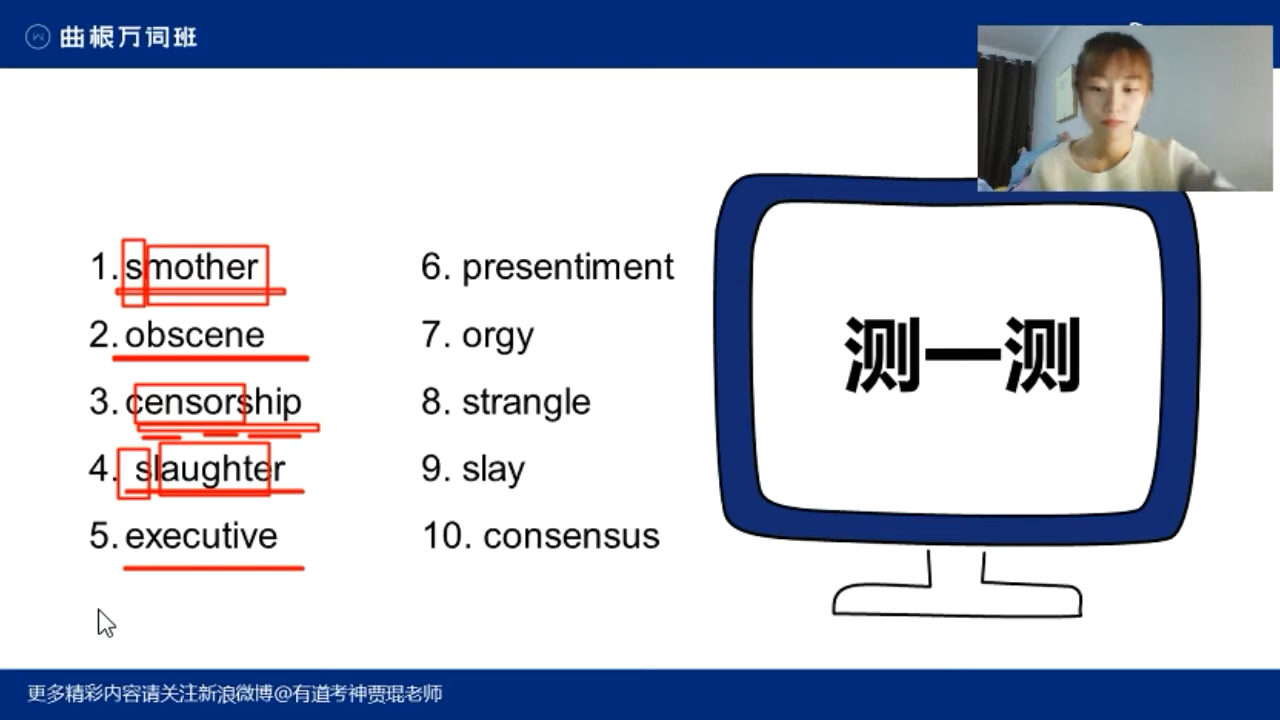 曲根万词班
1. smother
2. obscene
3. censorship
4. slaughter
5. executive
6. presentiment
7. orgy
8. strangle
9. slay
10. consensus
测一测
更多精彩内容请关注新浪微博@有道考神贾琨老师